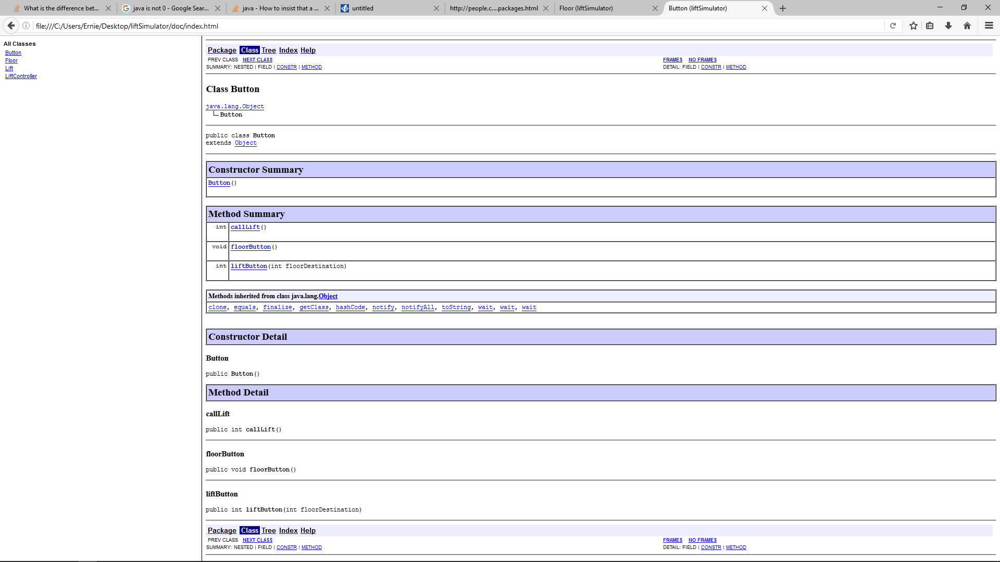 What is the difference bet...
java is not 0 - Google Sear...
java - How to insist that a ...
untitled
http://people.c....packages.html
Floor (liftSimulator)
Button (liftSimulator)
file:///C:/Users/Ernie/Desktop/liftSimulator/doc/index.html
All Classes
Button
Floor
Lift
LiftController
Package Class Tree Index Help
PREV CLASS NEXT CLASS
FRAMES NO FRAMES
SUMMARY: NESTED | FIELD | CONSTR | METHOD
DETAIL: FIELD | CONSTR | METHOD
Class Button
java.lang.Object
Button
public class Button
extends Object
Constructor Summary
Button()
Method Summary
int callLift()
void floorButton()
int liftButton(int floorDestination)
Methods inherited from class java.lang.Object
clone, equals, finalize, getClass, hashCode, notify, notifyAll, toString, wait, wait, wait
Constructor Detail
Button
public Button()
Method Detail
callLift
public int callLift()
floorButton
public void floorButton()
liftButton
public int liftButton(int floorDestination)
Package Class Tree Index Help
PREV CLASS NEXT CLASS
FRAMES NO FRAMES
SUMMARY: NESTED | FIELD | CONSTR | METHOD
DETAIL: FIELD | CONSTR | METHOD